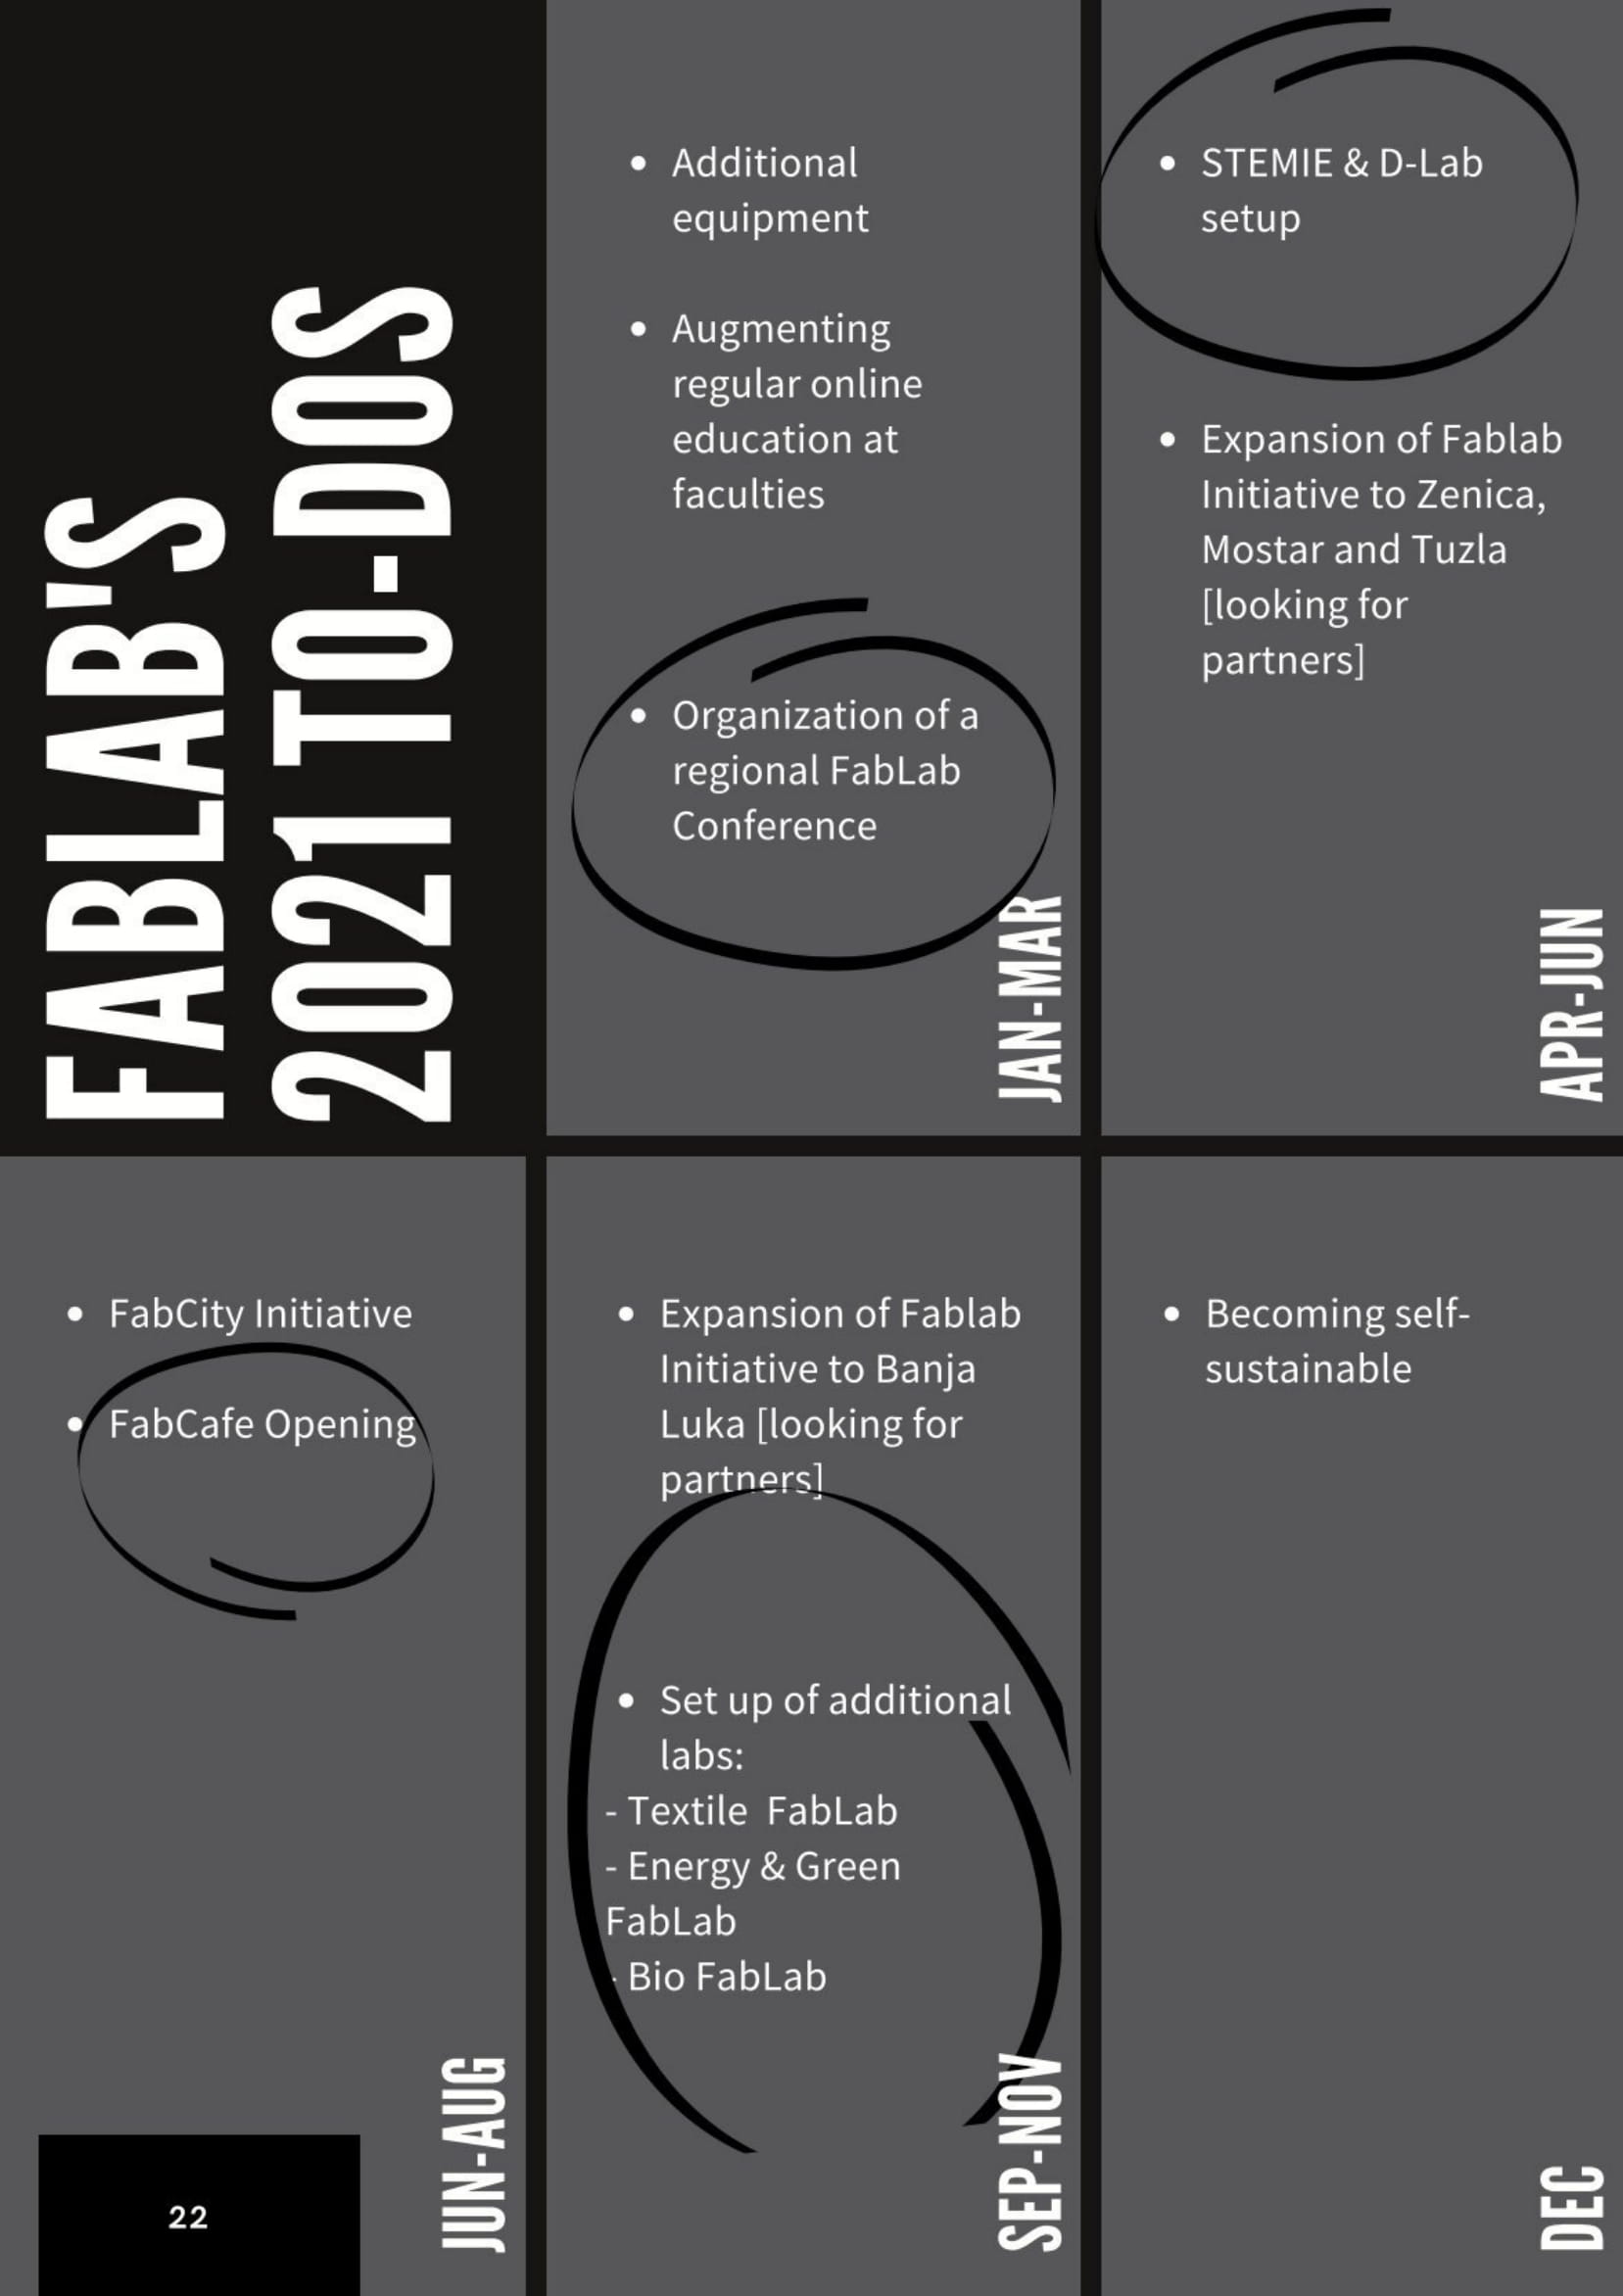 FABLAB'S
2021 TO-DOS
• Additional
equipment
• Augmenting
regular online
education at
faculties
• Organization of a
regional FabLab
Conference
JAN-MAR
• STEMIE & D-Lab
setup
• Expansion of Fablab
Initiative to Zenica,
Mostar and Tuzla
[looking for
partners]
APR-JUN
• FabCity Initiative
• FabCafe Opening
JUN-AUG
• Expansion of Fablab
Initiative to Banja
Luka [looking for
partners]
• Set up of additional
labs:
- Textile  FabLab
- Energy & Green
FabLab
- Bio FabLab
SEP-NOV
• Becoming self-
sustainable
DEC
22